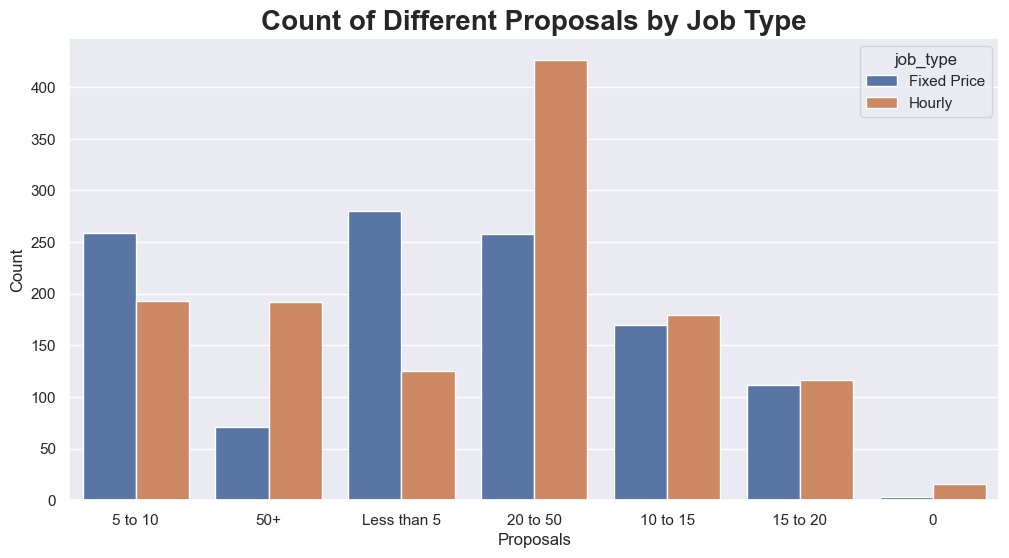 Count of Different Proposals by Job Type
job_type
Fixed Price
Hourly
Count
400
350
300
250
200
150
100
50
0
5 to 10
50+
Less than 5
20 to 50
10 to 15
15 to 20
0
Proposals